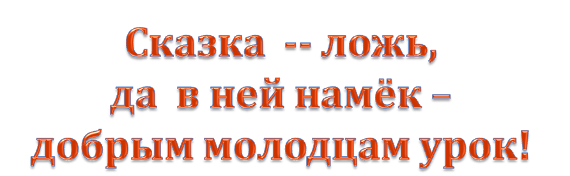 Сказка -- ложь,
да в ней намёк –
добрым молодцам урок!